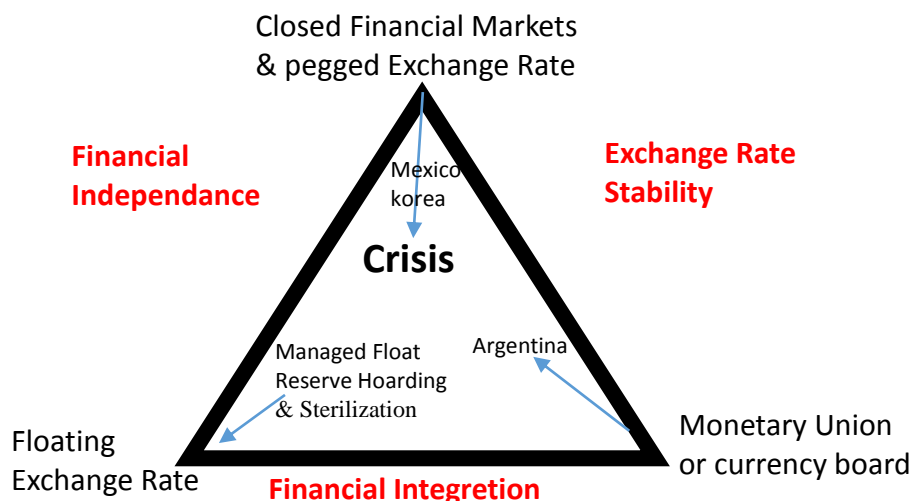 Closed Financial Markets
& pegged Exchange Rate
Financial
Independance
Exchange Rate
Stability
Mexico
korea
Crisis
Managed Float
Reserve Hoarding
& Sterilization
Argentina
Floating
Exchange Rate
Monetary Union
or currency board
Financial Integretion